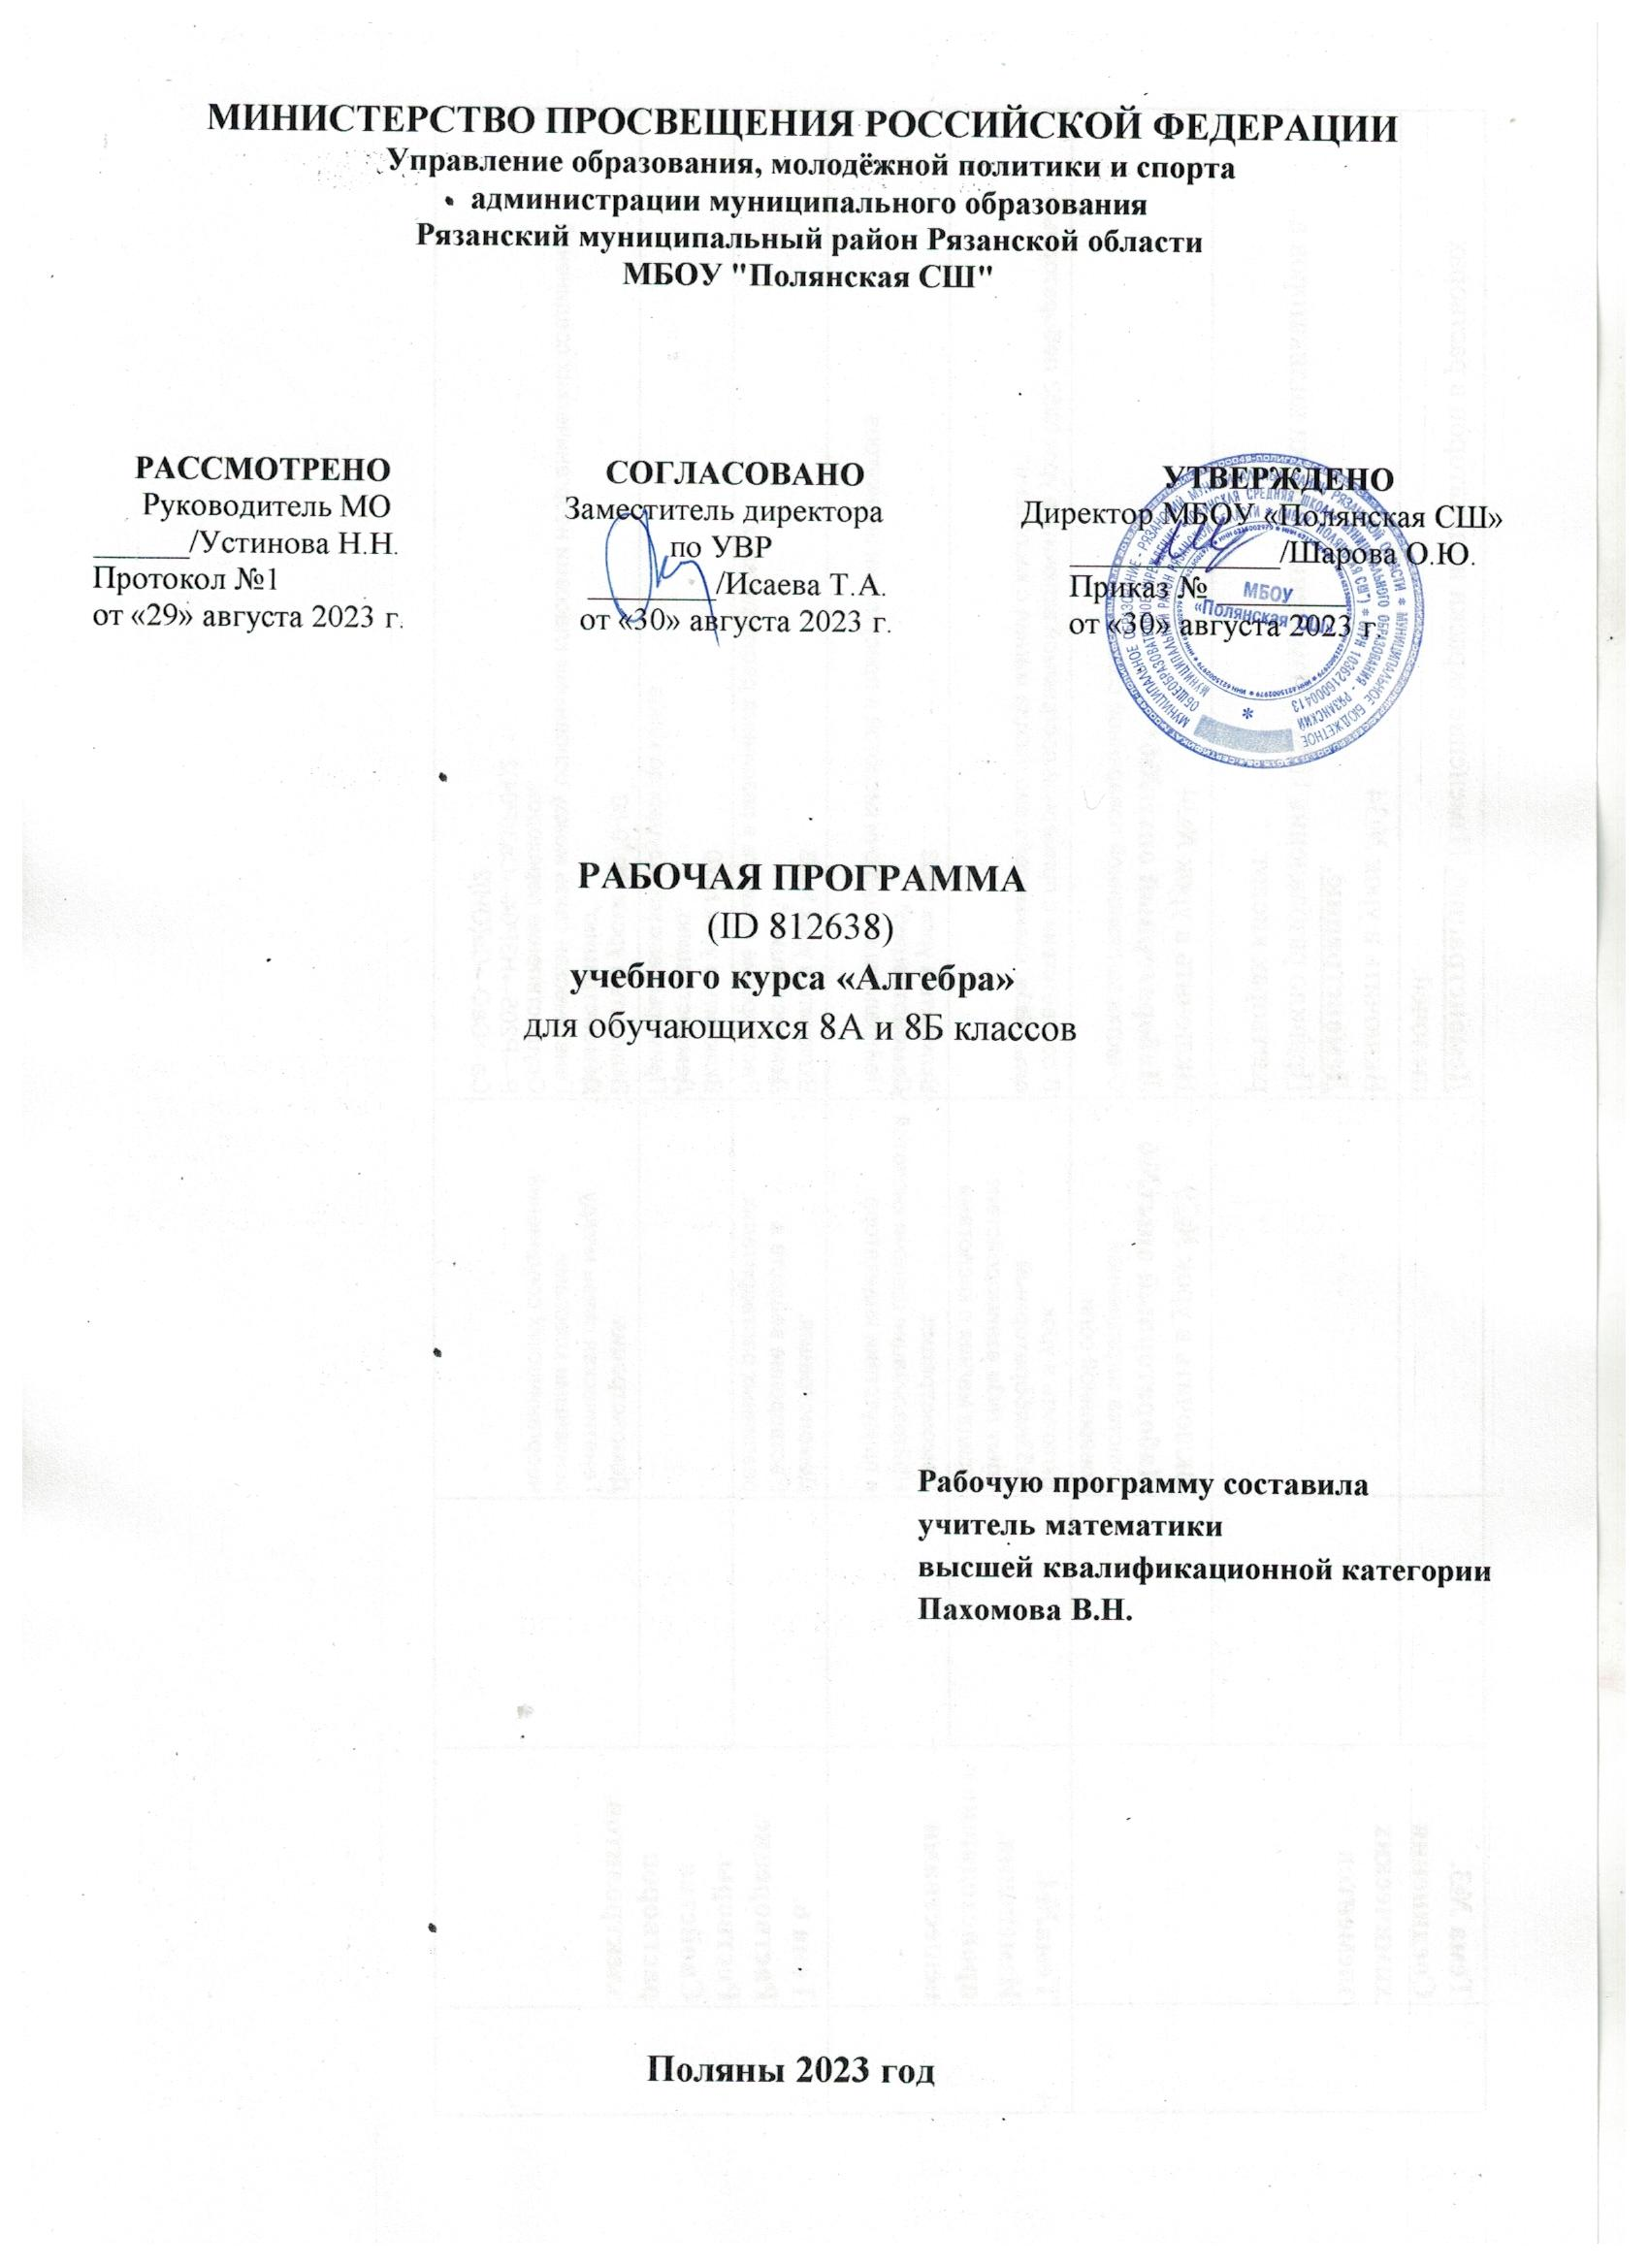 МИНИСТЕРСТВО ПРОСВЕЩЕНИЯ РОССИЙСКОЙ ФЕДЕРАЦИИ
Управление образования, молодёжной политики и спорта
администрации муниципального образования
Рязанский муниципальный район Рязанской области
МБОУ "Полянская СШ"
РАССМОТРЕНО
Руководитель МО
______/Устинова Н.Н.
Протокол №1
от «29» августа 2023 г.
СОГЛАСОВАНО
Заместитель директора
по УВР
________/Исаева Т.А.
от «30» августа 2023 г.
УТВЕРЖДЕНО
Директор МБОУ «Полянская СШ»
_____________/Шарова О.Ю.
Приказ № _________
от «30» августа 2023 г.
МБОУ
«Полянская СШ»
РАБОЧАЯ ПРОГРАММА
(ID 812638)
учебного курса «Алгебра»
для обучающихся 8А и 8Б классов
Рабочую программу составила
учитель математики
высшей квалификационной категории
Пахомова В.Н.
Поляны 2023 год